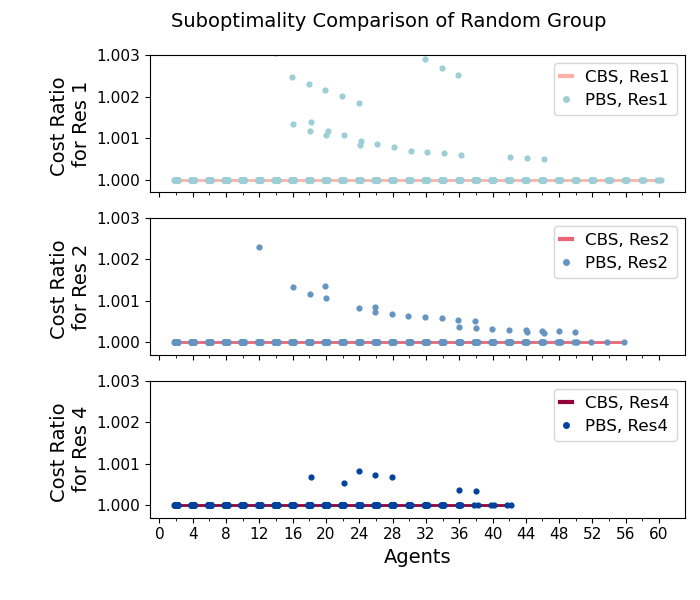 Suboptimality Comparison of Random Group
Cost Ratio
for Res 1
1.003
1.002
1.001
1.000
CBS, Res1
PBS, Res1
Cost Ratio
for Res 2
1.003
1.002
1.001
1.000
CBS, Res2
PBS, Res2
Cost Ratio
for Res 4
1.003
1.002
1.001
1.000
CBS, Res4
PBS, Res4
0 4 8 12 16 20 24 28 32 36 40 44 48 52 56 60
Agents